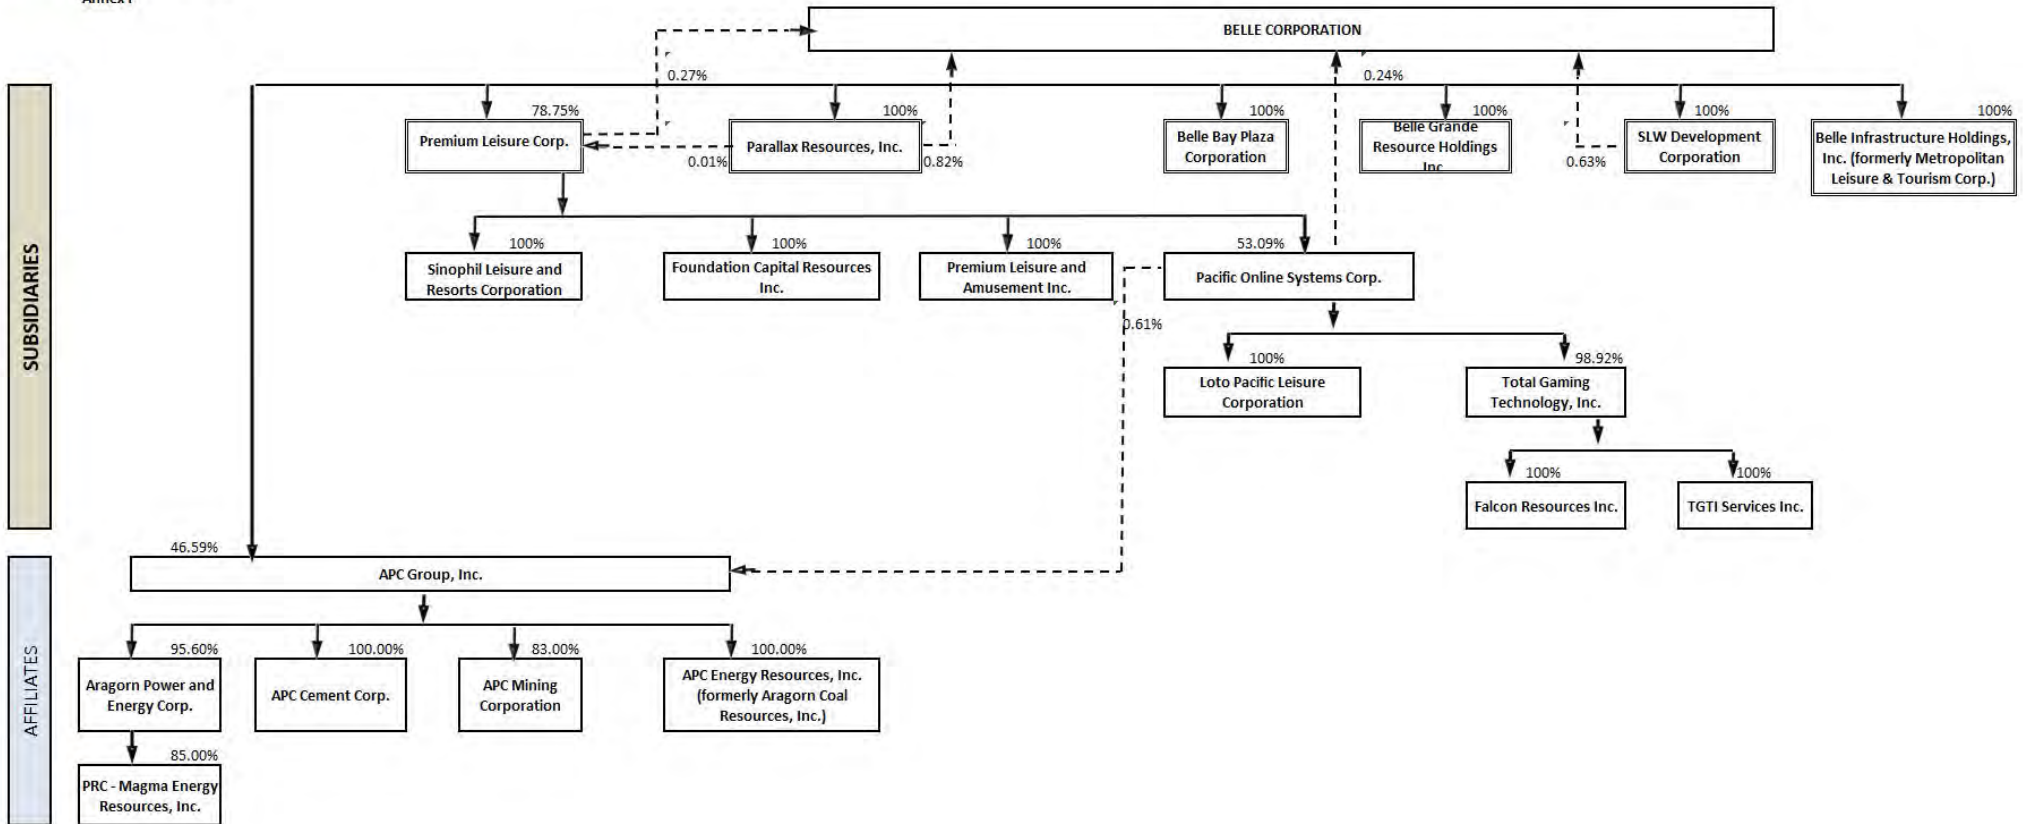 Annex I
BELLE CORPORATION
0.27%
0.24%
78.75%
100%
100%
100%
100%
100%
Premium Leisure Corp.
0.01%
Parallax Resources, Inc.
0.82%
Belle Bay Plaza
Corporation
Belle Grande
Resource Holdings
Inc
0.63%
SLW Development
Corporation
Belle Infrastructure Holdings,
Inc. (formerly Metropolitan
Leisure & Tourism Corp.)
SUBSIDIARIES
100%
100%
100%
53.09%
Sinophil Leisure and
Resorts Corporation
Foundation Capital Resources
Inc.
Premium Leisure and
Amusement Inc.
Pacific Online Systems Corp.
0.61%
100%
98.92%
Loto Pacific Leisure
Corporation
Total Gaming
Technology, Inc.
100%
100%
Falcon Resources Inc.
TGTI Services Inc.
46.59%
APC Group, Inc.
AFFILIATES
95.60%
100.00%
83.00%
100.00%
Aragorn Power and
Energy Corp.
APC Cement Corp.
APC Mining
Corporation
APC Energy Resources, Inc.
(formerly Aragorn Coal
Resources, Inc.)
85.00%
PRC - Magma Energy
Resources, Inc.